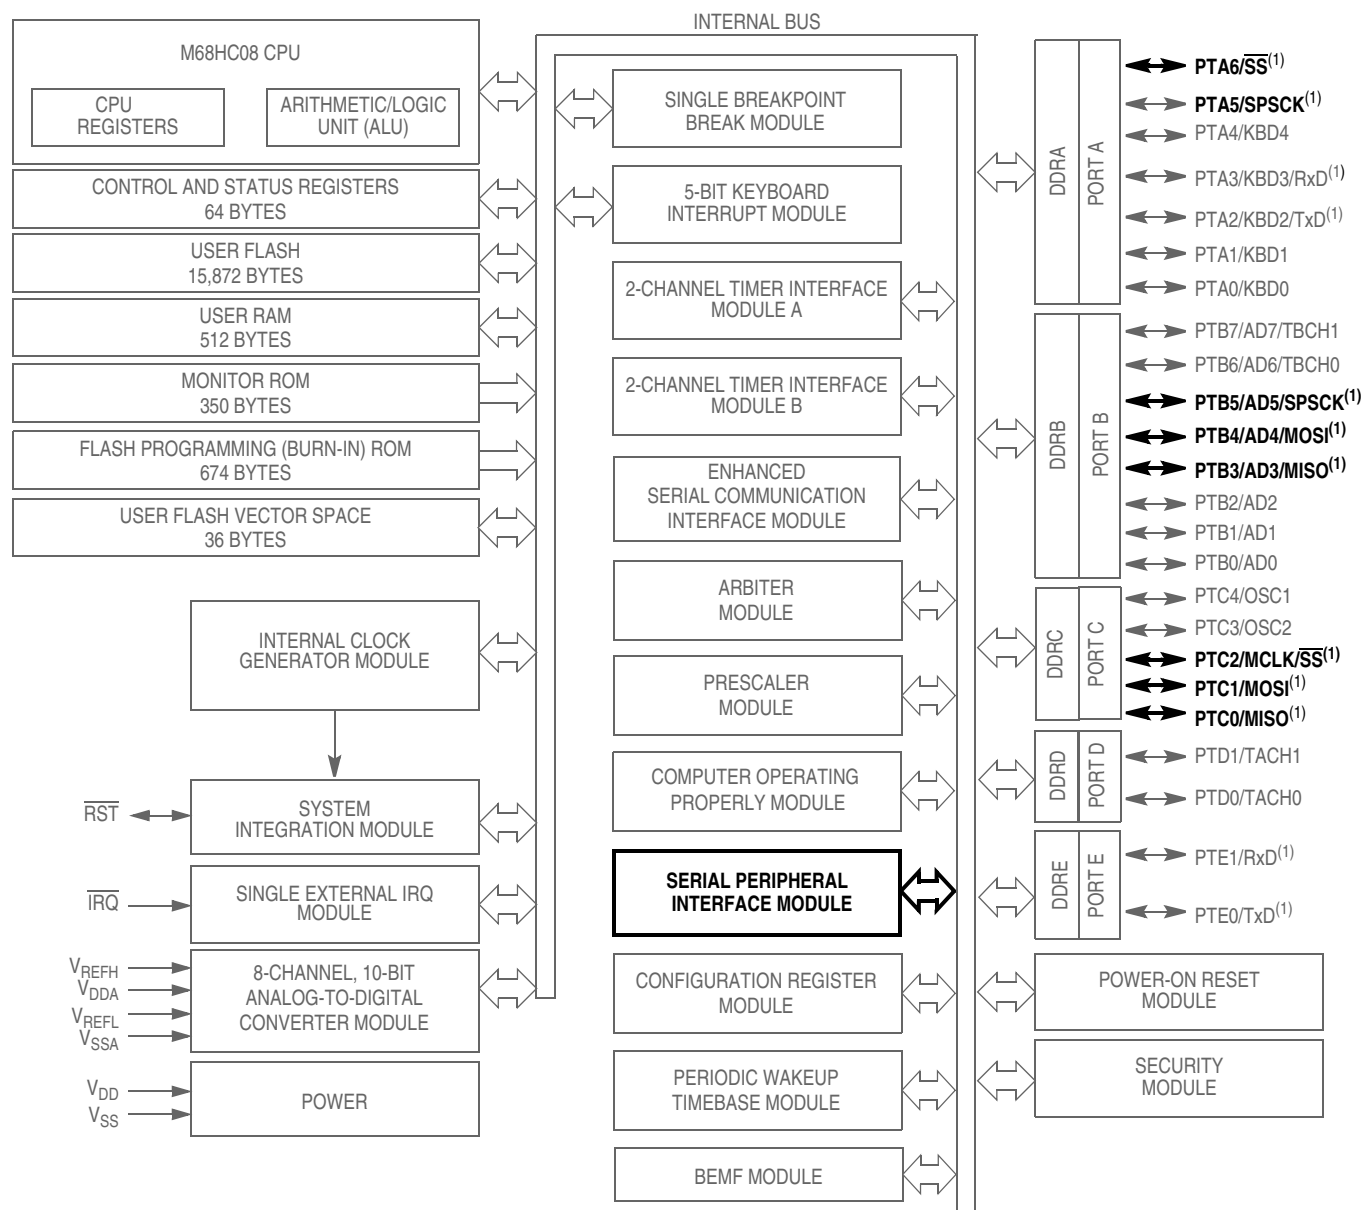 INTERNAL BUS
M68HC08 CPU
CPU
REGISTERS
ARITHMETIC/LOGIC
UNIT (ALU)
CONTROL AND STATUS REGISTERS
64 BYTES
USER FLASH
15,872 BYTES
USER RAM
512 BYTES
MONITOR ROM
350 BYTES
FLASH PROGRAMMING (BURN-IN) ROM
674 BYTES
USER FLASH VECTOR SPACE
36 BYTES
INTERNAL CLOCK
GENERATOR MODULE
RST
SYSTEM
INTEGRATION MODULE
IRQ
SINGLE EXTERNAL IRQ
MODULE
VREFH
VDDA
VREFL
VSSA
8-CHANNEL, 10-BIT
ANALOG-TO-DIGITAL
CONVERTER MODULE
VDD
VSS
POWER
SINGLE BREAKPOINT
BREAK MODULE
5-BIT KEYBOARD
INTERRUPT MODULE
2-CHANNEL TIMER INTERFACE
MODULE A
2-CHANNEL TIMER INTERFACE
MODULE B
ENHANCED
SERIAL COMMUNICATION
INTERFACE MODULE
ARBITER
MODULE
PRESCALER
MODULE
COMPUTER OPERATING
PROPERLY MODULE
SERIAL PERIPHERAL
INTERFACE MODULE
CONFIGURATION REGISTER
MODULE
PERIODIC WAKEUP
TIMEBASE MODULE
BEMF MODULE
DDRA
PORT A
PTA6/SS(1)
PTA5/SPSCK(1)
PTA4/KBD4
PTA3/KBD3/RxD(1)
PTA2/KBD2/TxD(1)
PTA1/KBD1
PTA0/KBD0
DDRB
PORT B
PTB7/AD7/TBCH1
PTB6/AD6/TBCH0
PTB5/AD5/SPSCK(1)
PTB4/AD4/MOSI(1)
PTB3/AD3/MISO(1)
PTB2/AD2
PTB1/AD1
PTB0/AD0
DDRC
PORT C
PTC4/OSC1
PTC3/OSC2
PTC2/MCLK/SS(1)
PTC1/MOSI(1)
PTC0/MISO(1)
DDRD
PORT D
PTD1/TACH1
PTD0/TACH0
DDRE
PORT E
PTE1/RxD(1)
PTE0/TxD(1)
POWER-ON RESET
MODULE
SECURITY
MODULE